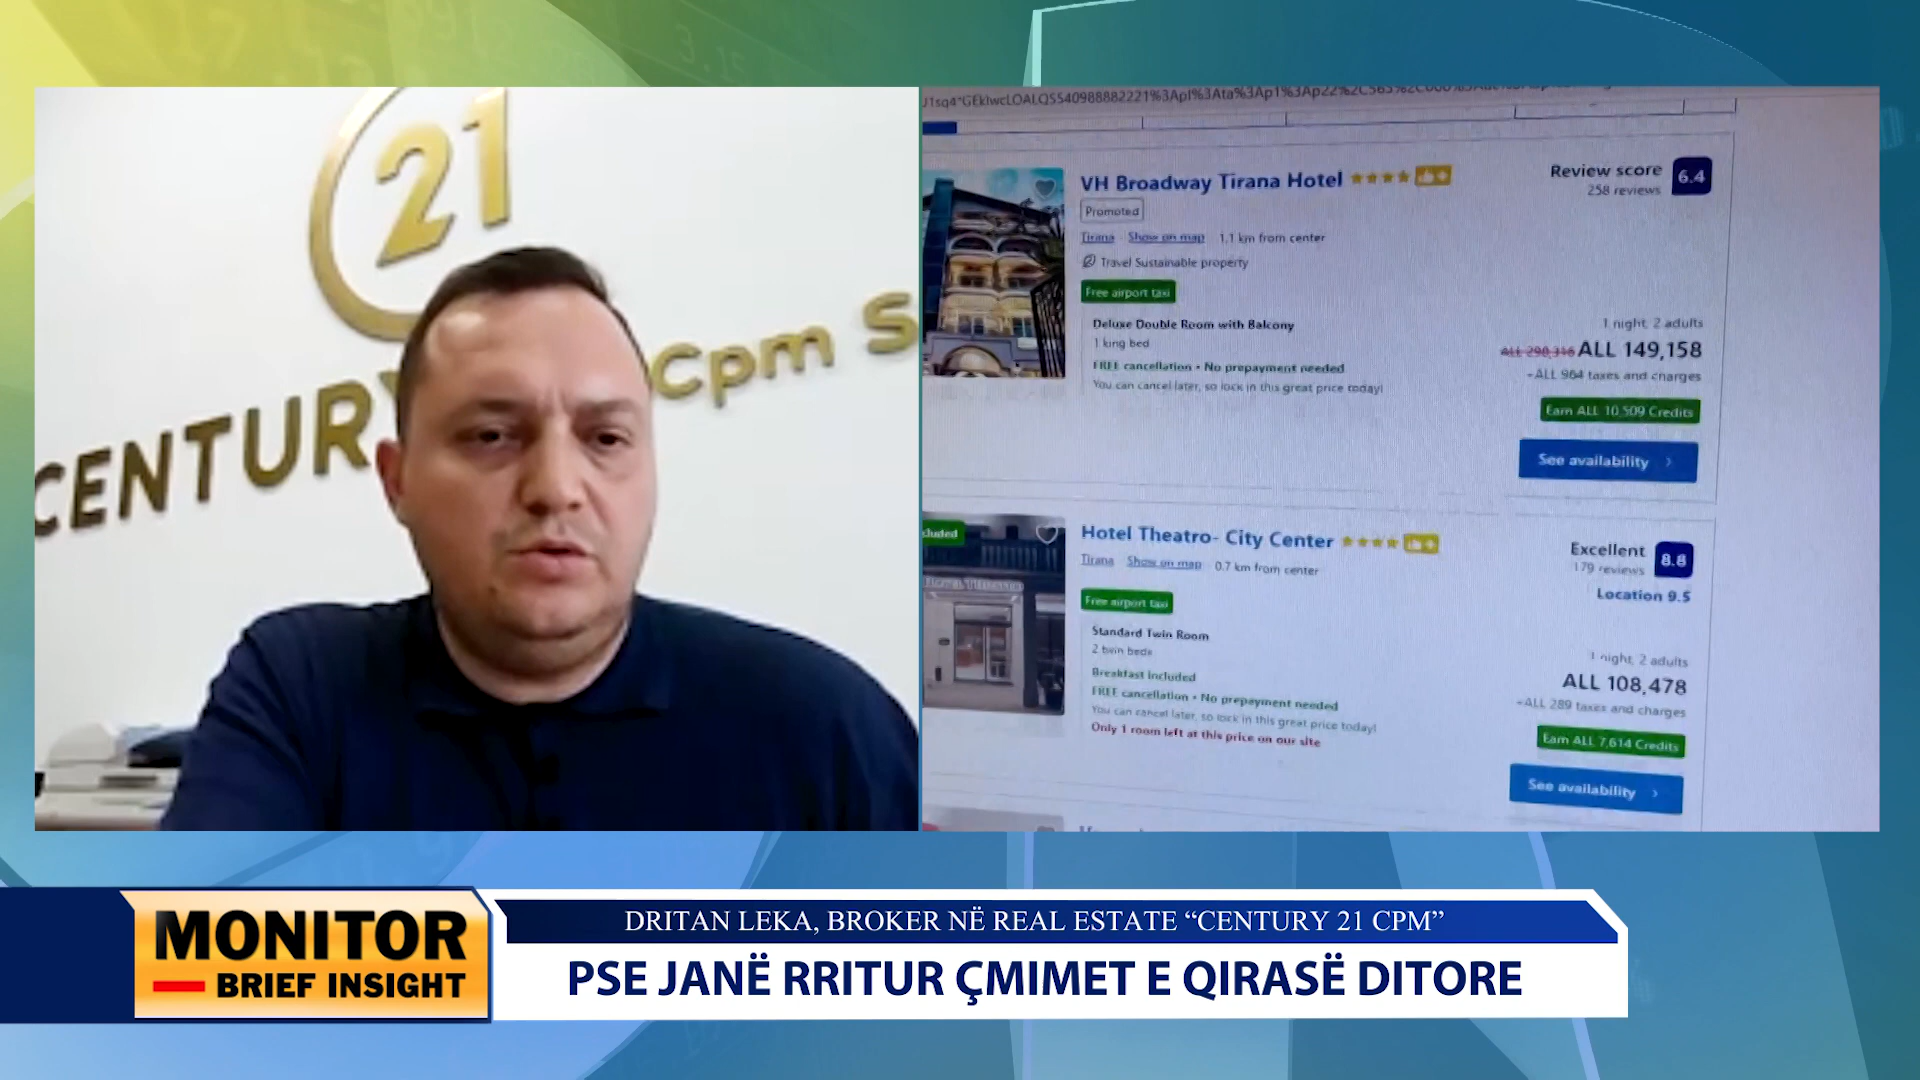 21
CENTURY
Cpm S
VH Broadway Tirana Hotel
Promoted
Tirana Show on map 1.1 km from center
Travel Sustainable property
Free airport taxi
Deluxe Double Room with Balcony
1 king bed
FREE cancellation • No prepayment needed
You can cancel later, so lock in this great price today!
Review score
258 reviews
6.4
1 night, 2 adults
ALL 298,316 ALL 149,158
+ALL 964 taxes and charges
Earn ALL 10,509 Credits
See availability
Hotel Theatro- City Center
Tirana Show on map 0.7 km from center
Free airport taxi
Standard Twin Room
2 twin beds
Breakfast included
FREE cancellation • No prepayment needed
You can cancel later, so lock in this great price today!
Only 1 room left at this price on our site
Excellent
179 reviews
8.8
Location 9.5
1 night, 2 adults
ALL 108,478
+ALL 289 taxes and charges
Earn ALL 7,614 Credits
See availability
MONITOR
BRIEF INSIGHT
DRITAN LEKA, BROKER NË REAL ESTATE “CENTURY 21 CPM”
PSE JANË RRITUR ÇMIMET E QIRASË DITORE